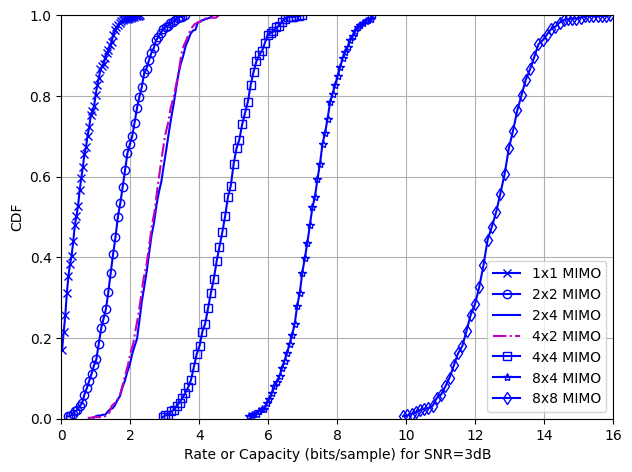 1.0
0.8
0.6
0.4
0.2
0.0
CDF
1x1 MIMO
2x2 MIMO
2x4 MIMO
4x2 MIMO
4x4 MIMO
8x4 MIMO
8x8 MIMO
0 2 4 6 8 10 12 14 16
Rate or Capacity (bits/sample) for SNR=3dB